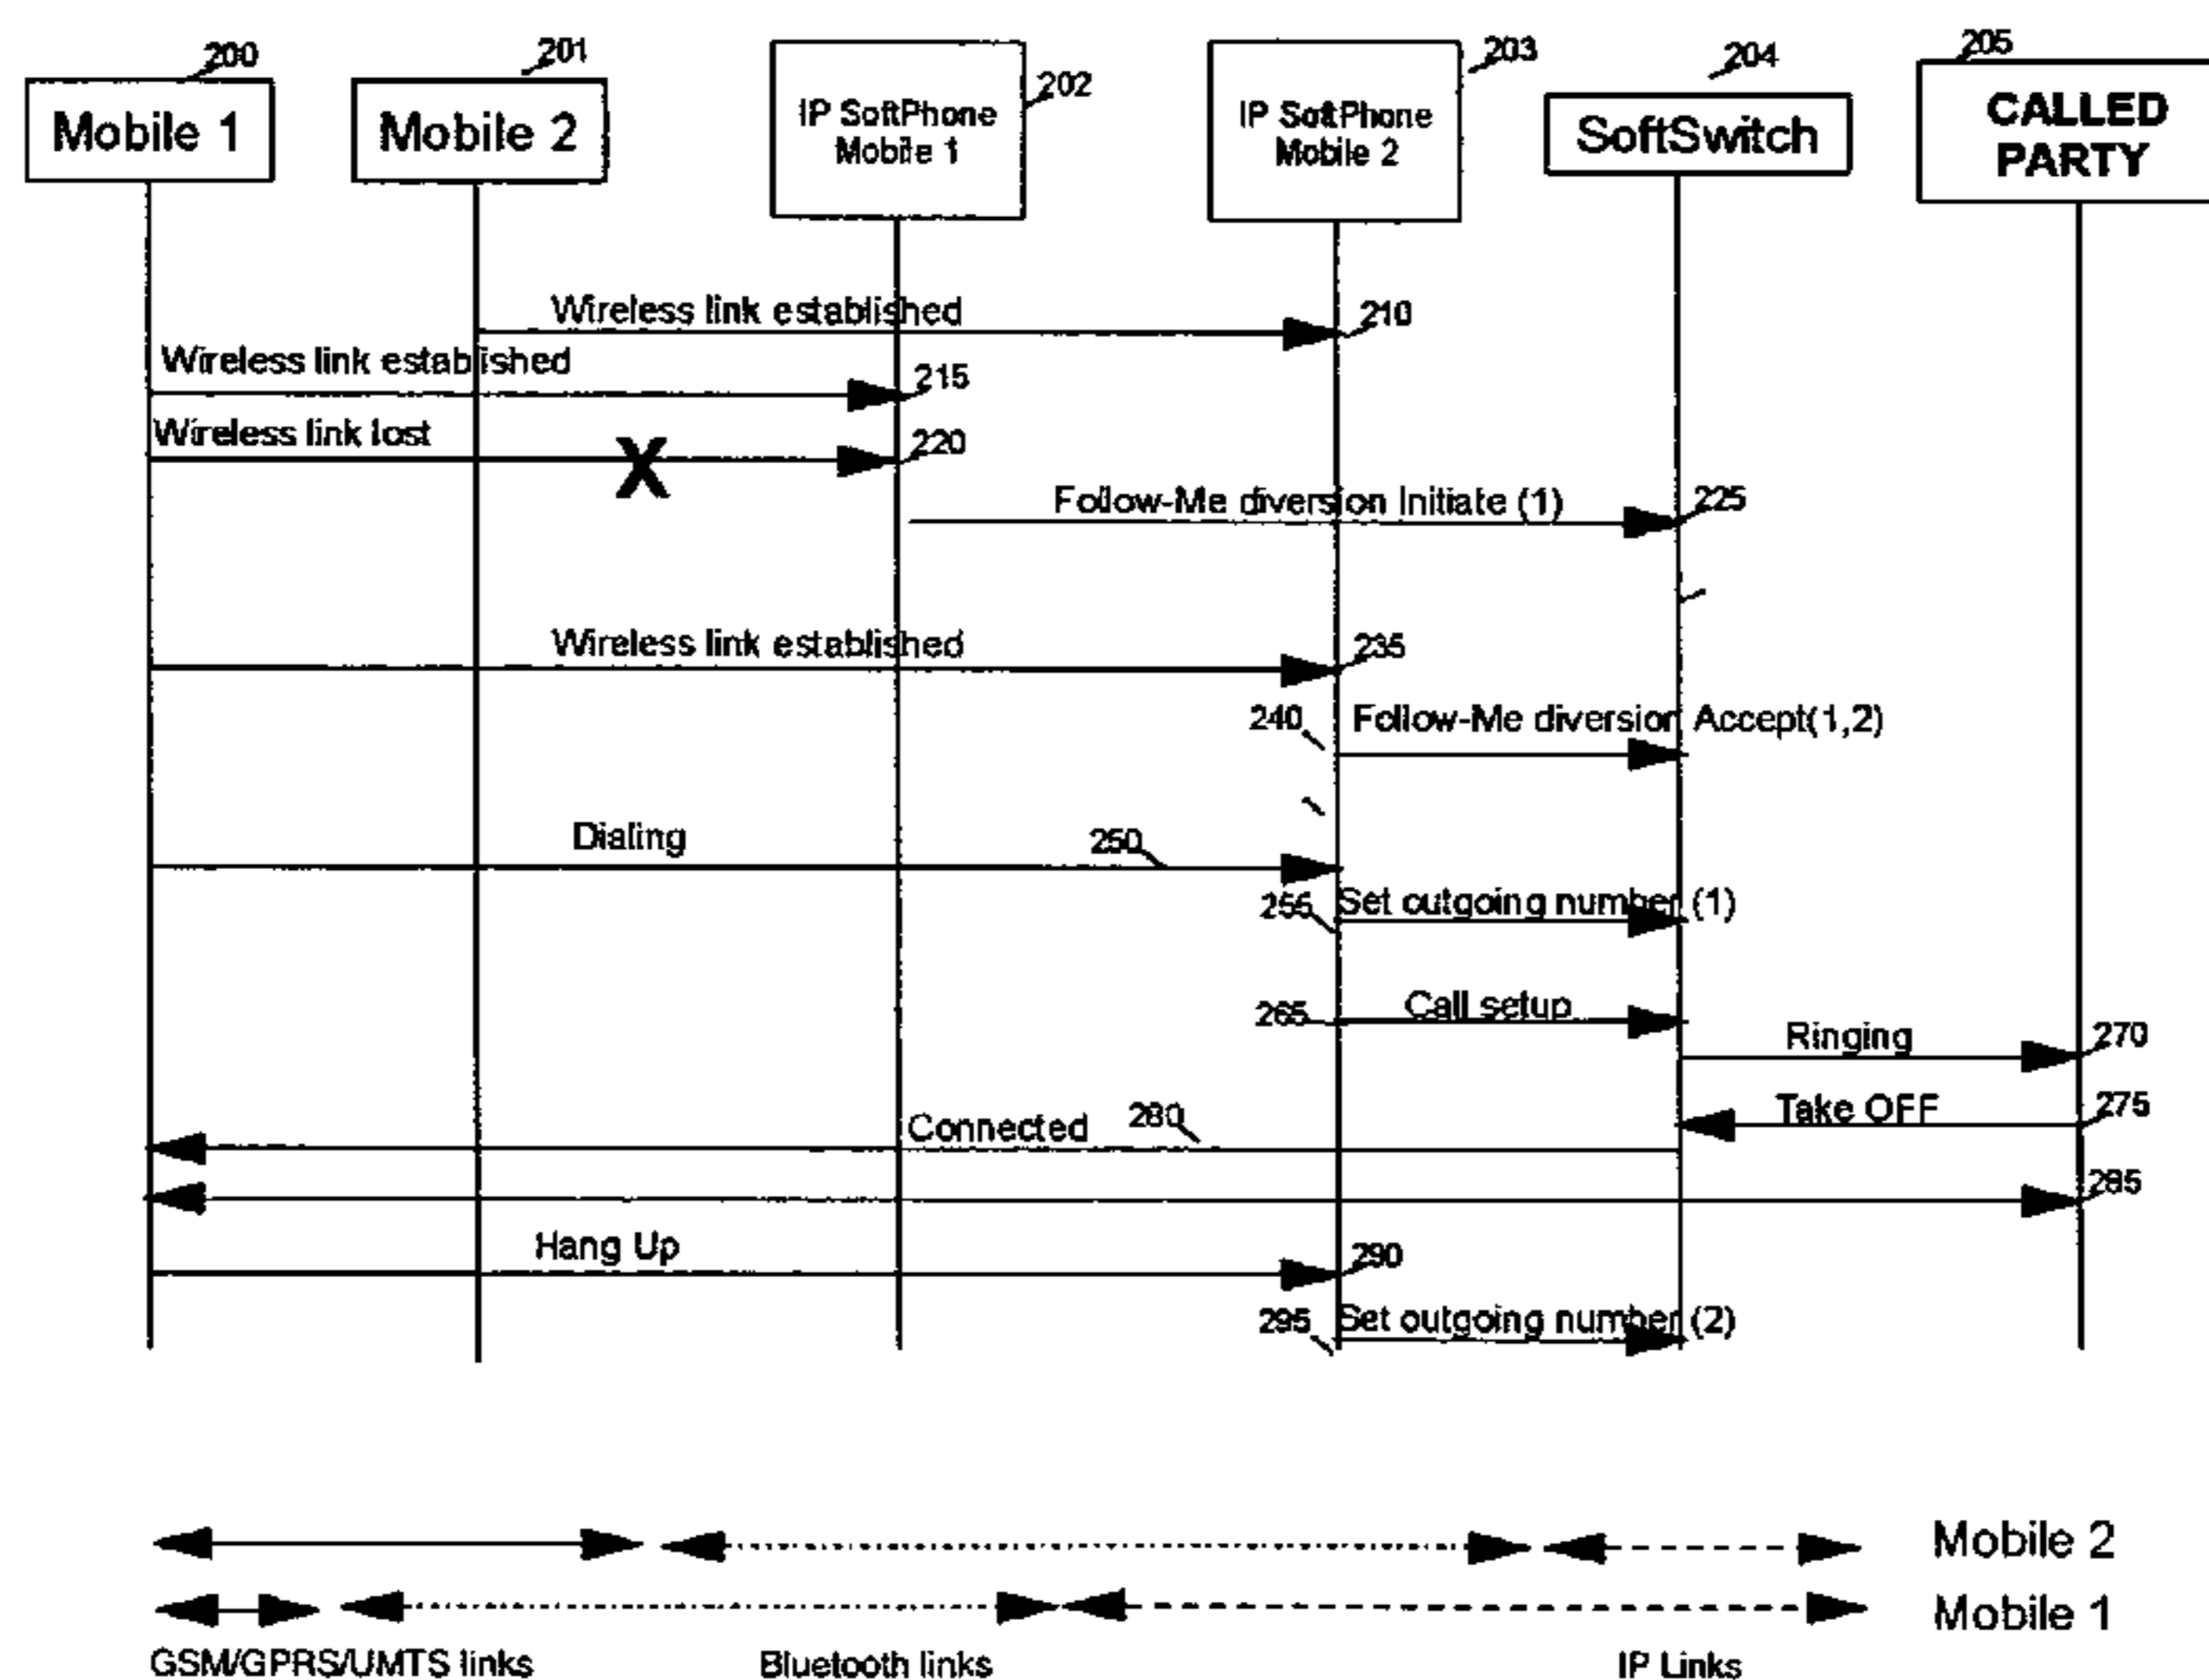 200
201
202
203
204
205
Mobile 1
Mobile 2
IP SoftPhone
Mobile 1
IP SoftPhone
Mobile 2
SoftSwitch
CALLED
PARTY
Wireless link established
210
Wireless link established
215
Wireless link lost
220
X
Follow-Me diversion Initiate (1)
225
Wireless link established
235
240
Follow-Me diversion Accept(1,2)
Dialing
250
255
Set outgoing number (1)
265
Call setup
Ringing
270
Take OFF
275
Connected
280
285
Hang Up
290
295
Set outgoing number (2)
Mobile 2
Mobile 1
GSM/GPRS/UMTS links
Bluetooth links
IP Links